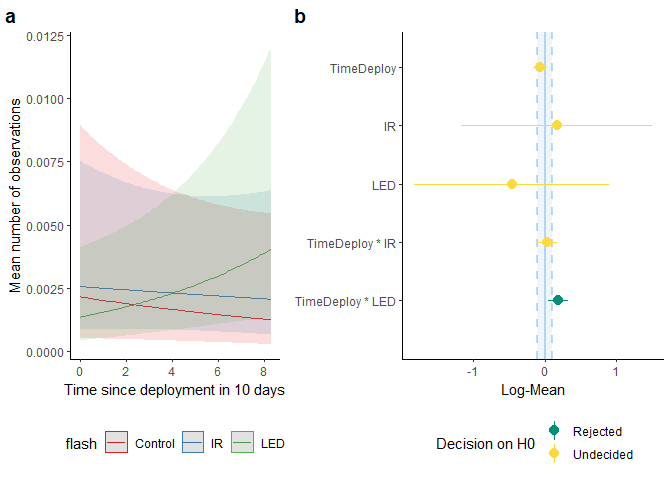 a
Mean number of observations
0.0125
0.0100
0.0075
0.0050
0.0025
0.0000
0 2 4 6 8
Time since deployment in 10 days
flash Control IR LED
b
TimeDeploy
IR
LED
TimeDeploy * IR
TimeDeploy * LED
-1 0 1
Log-Mean
Decision on H0
Rejected
Undecided